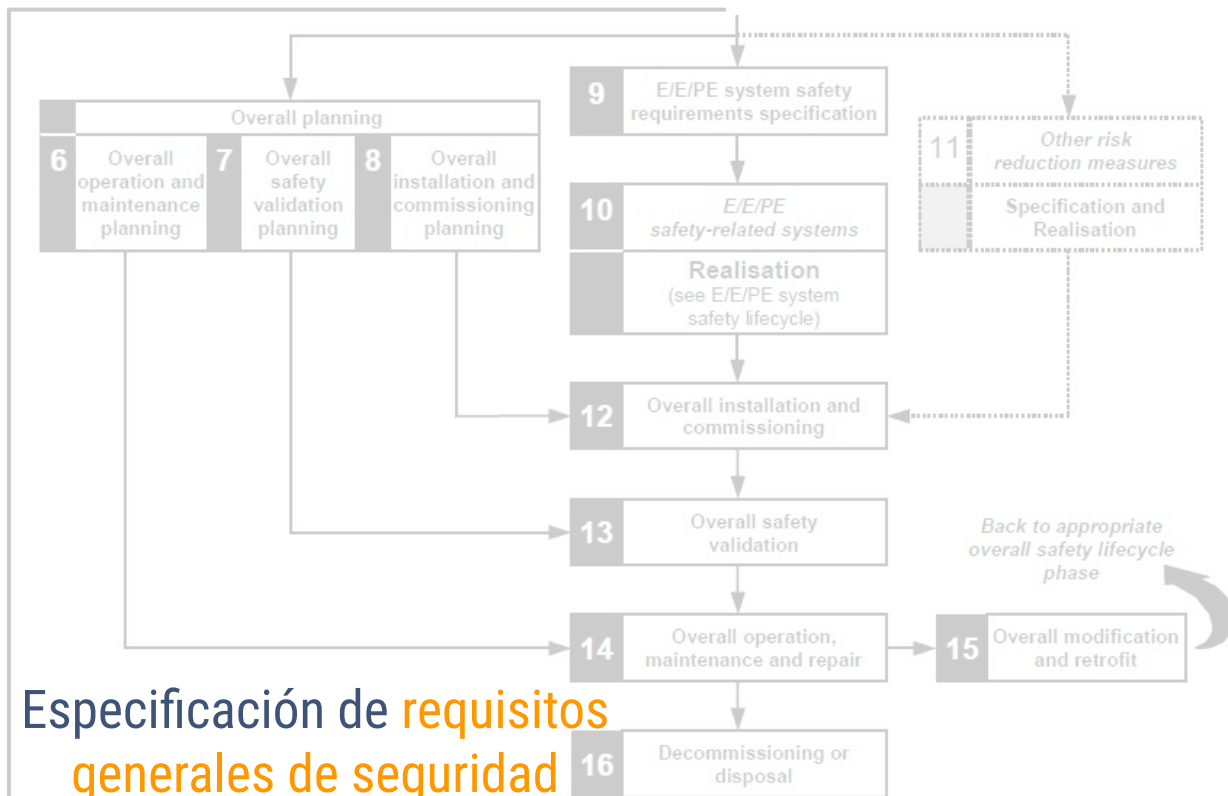 9
E/E/PE system safety
requirements specification
Overall planning
6
Overall
operation and
maintenance
planning
7
Overall
safety
validation
planning
8
Overall
installation and
commissioning
planning
11
Other risk
reduction measures
Specification and
Realisation
10
E/E/PE
safety-related systems
Realisation
(see E/E/PE system
safety lifecycle)
12
Overall installation and
commissioning
13
Overall safety
validation
Back to appropriate
overall safety lifecycle
phase
14
Overall operation,
maintenance and repair
15
Overall modification
and retrofit
Especificación de requisitos
generales de seguridad
16
Decommissioning or
disposal